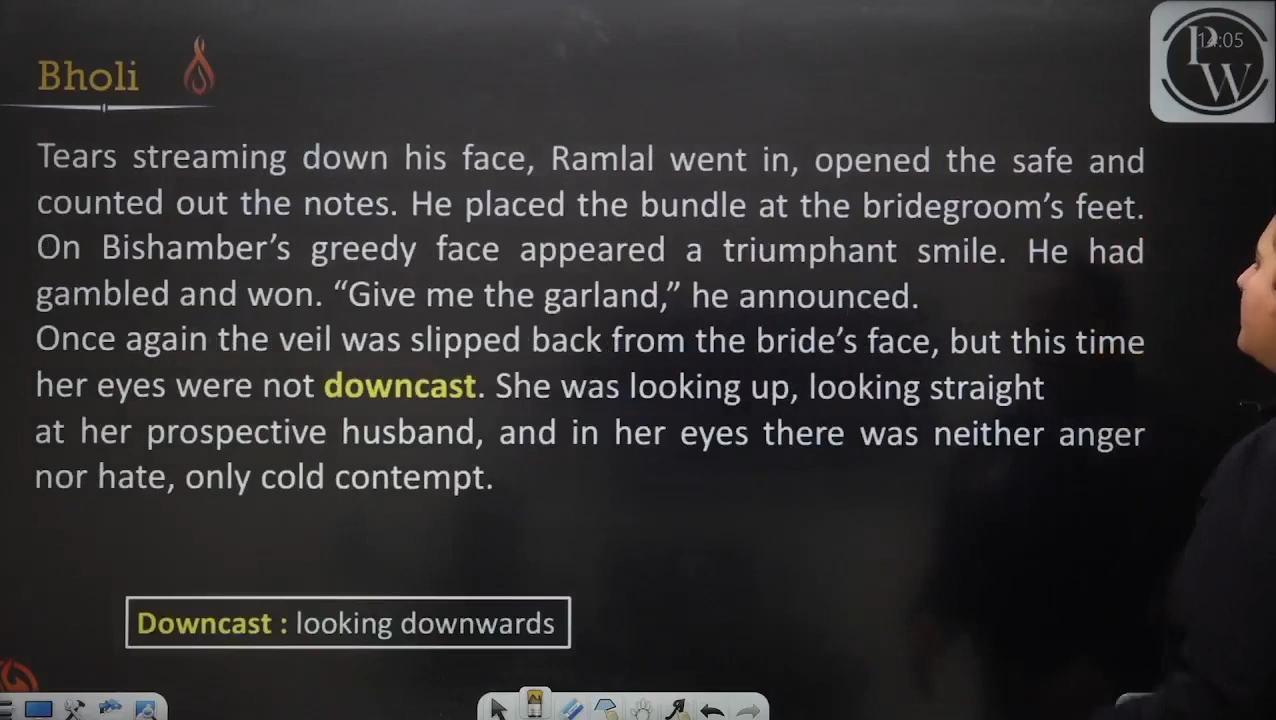 Bholi
14:05
PW
Tears streaming down his face, Ramlal went in, opened the safe and
counted out the notes. He placed the bundle at the bridegroom's feet.
On Bishamber's greedy face appeared a triumphant smile. He had
gambled and won. “Give me the garland,” he announced.
Once again the veil was slipped back from the bride's face, but this time
her eyes were not downcast. She was looking up, looking straight
at her prospective husband, and in her eyes there was neither anger
nor hate, only cold contempt.
Downcast : looking downwards